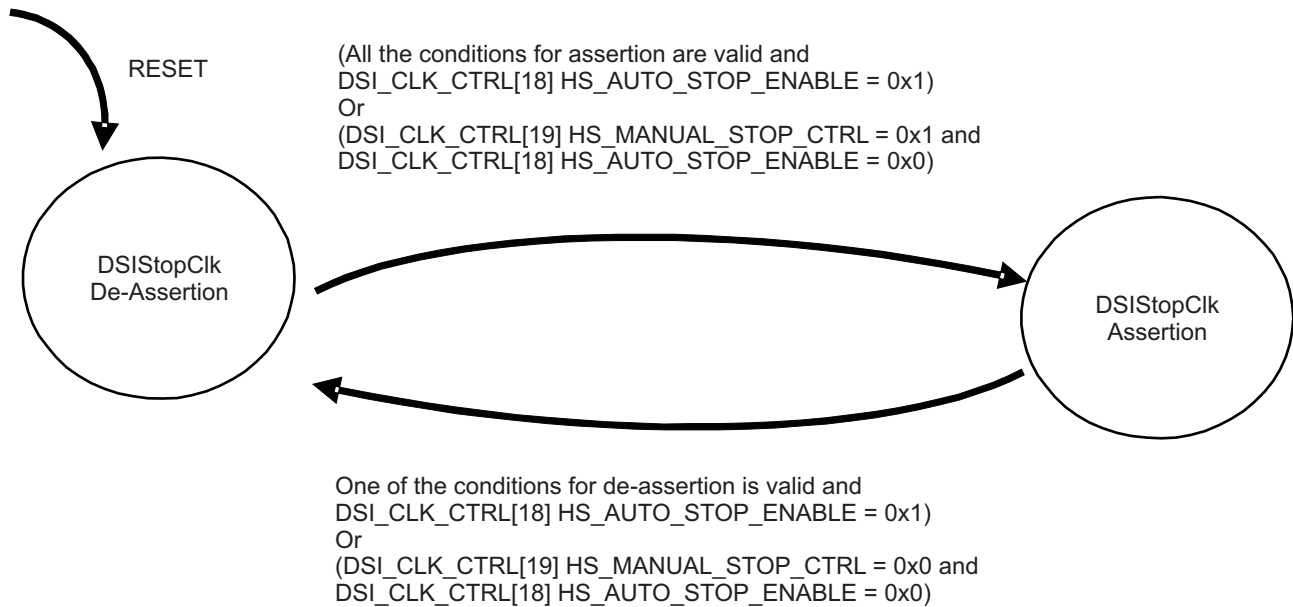 RESET
(All the conditions for assertion are valid and
DSI_CLK_CTRL[18] HS_AUTO_STOP_ENABLE = 0x1)
Or
(DSI_CLK_CTRL[19] HS_MANUAL_STOP_CTRL = 0x1 and
DSI_CLK_CTRL[18] HS_AUTO_STOP_ENABLE = 0x0)
DSIStopClk
De-Assertion
DSIStopClk
Assertion
One of the conditions for de-assertion is valid and
DSI_CLK_CTRL[18] HS_AUTO_STOP_ENABLE = 0x1)
Or
(DSI_CLK_CTRL[19] HS_MANUAL_STOP_CTRL = 0x0 and
DSI_CLK_CTRL[18] HS_AUTO_STOP_ENABLE = 0x0)